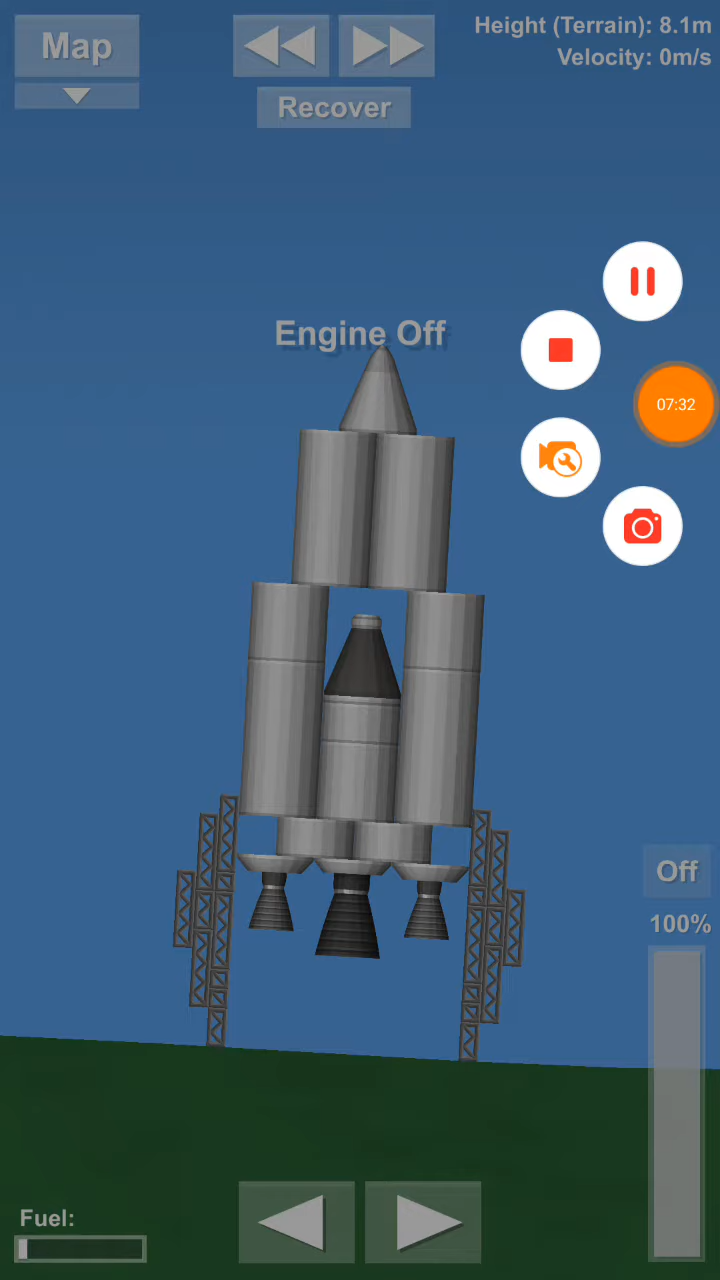 Map
Recover
Height (Terrain): 8.1m
Velocity: 0m/s
Engine Off
07:32
Off
100%
Fuel: